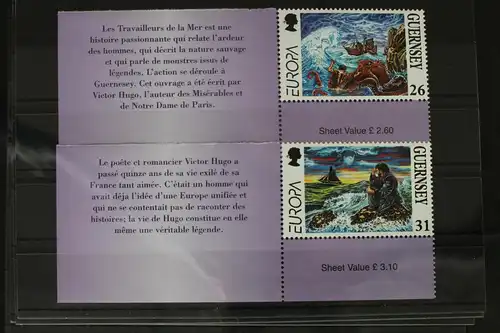 Les Travailleurs de la Mer est une
histoire passionnante qui relate l'ardeur
des hommes, qui décrit la nature sauvage
et qui parle de monstres issus de
légendes. L'action se déroule à
Guernesey. Cet ouvrage a été écrit par
Victor Hugo, l'auteur des Misérables et
de Notre Dame de Paris.
EUROPA
GUERNSEY
26
Sheet Value £ 2.60
Le poète et romancier Victor Hugo a
passé quinze ans de sa vie exilé de sa
France tant aimée. C'était un homme qui
avait déja l'idée d'une Europe unifiée et
qui ne se contentait pas de raconter des
histoires; la vie de Hugo constitue en elle
même une véritable légende.
EUROPA
GUERNSEY
31
Sheet Value £ 3.10